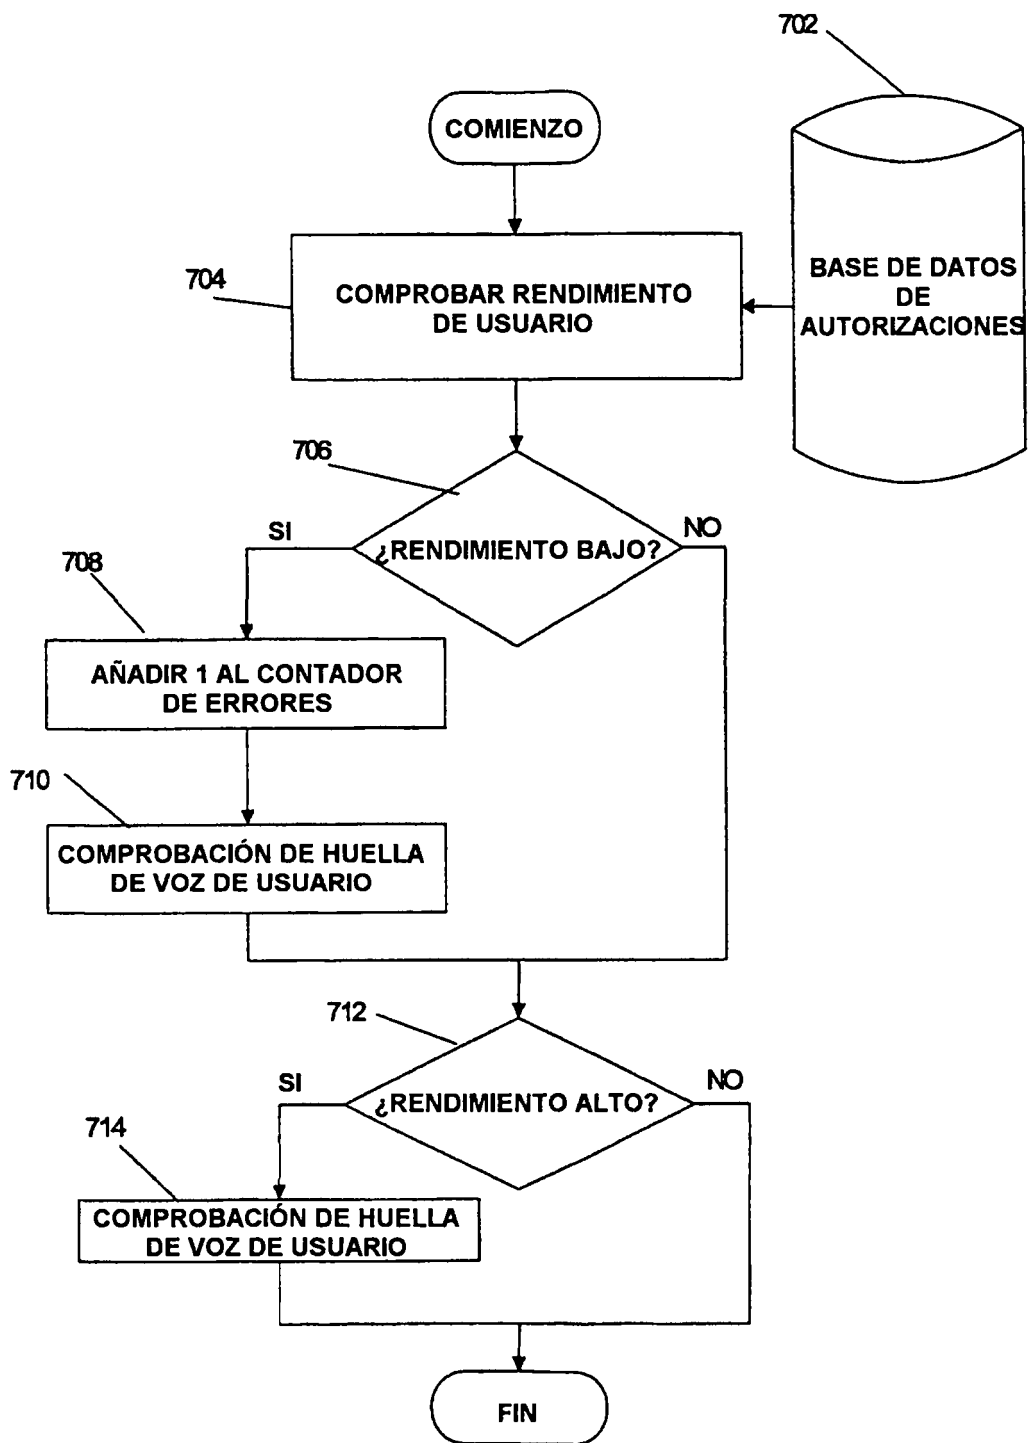 702
COMIENZO
704
COMPROBAR RENDIMIENTO
DE USUARIO
BASE DE DATOS
DE
AUTORIZACIONES
706
SI
¿RENDIMIENTO BAJO?
NO
708
AÑADIR 1 AL CONTADOR
DE ERRORES
710
COMPROBACIÓN DE HUELLA
DE VOZ DE USUARIO
712
SI
¿RENDIMIENTO ALTO?
NO
714
COMPROBACIÓN DE HUELLA
DE VOZ DE USUARIO
FIN